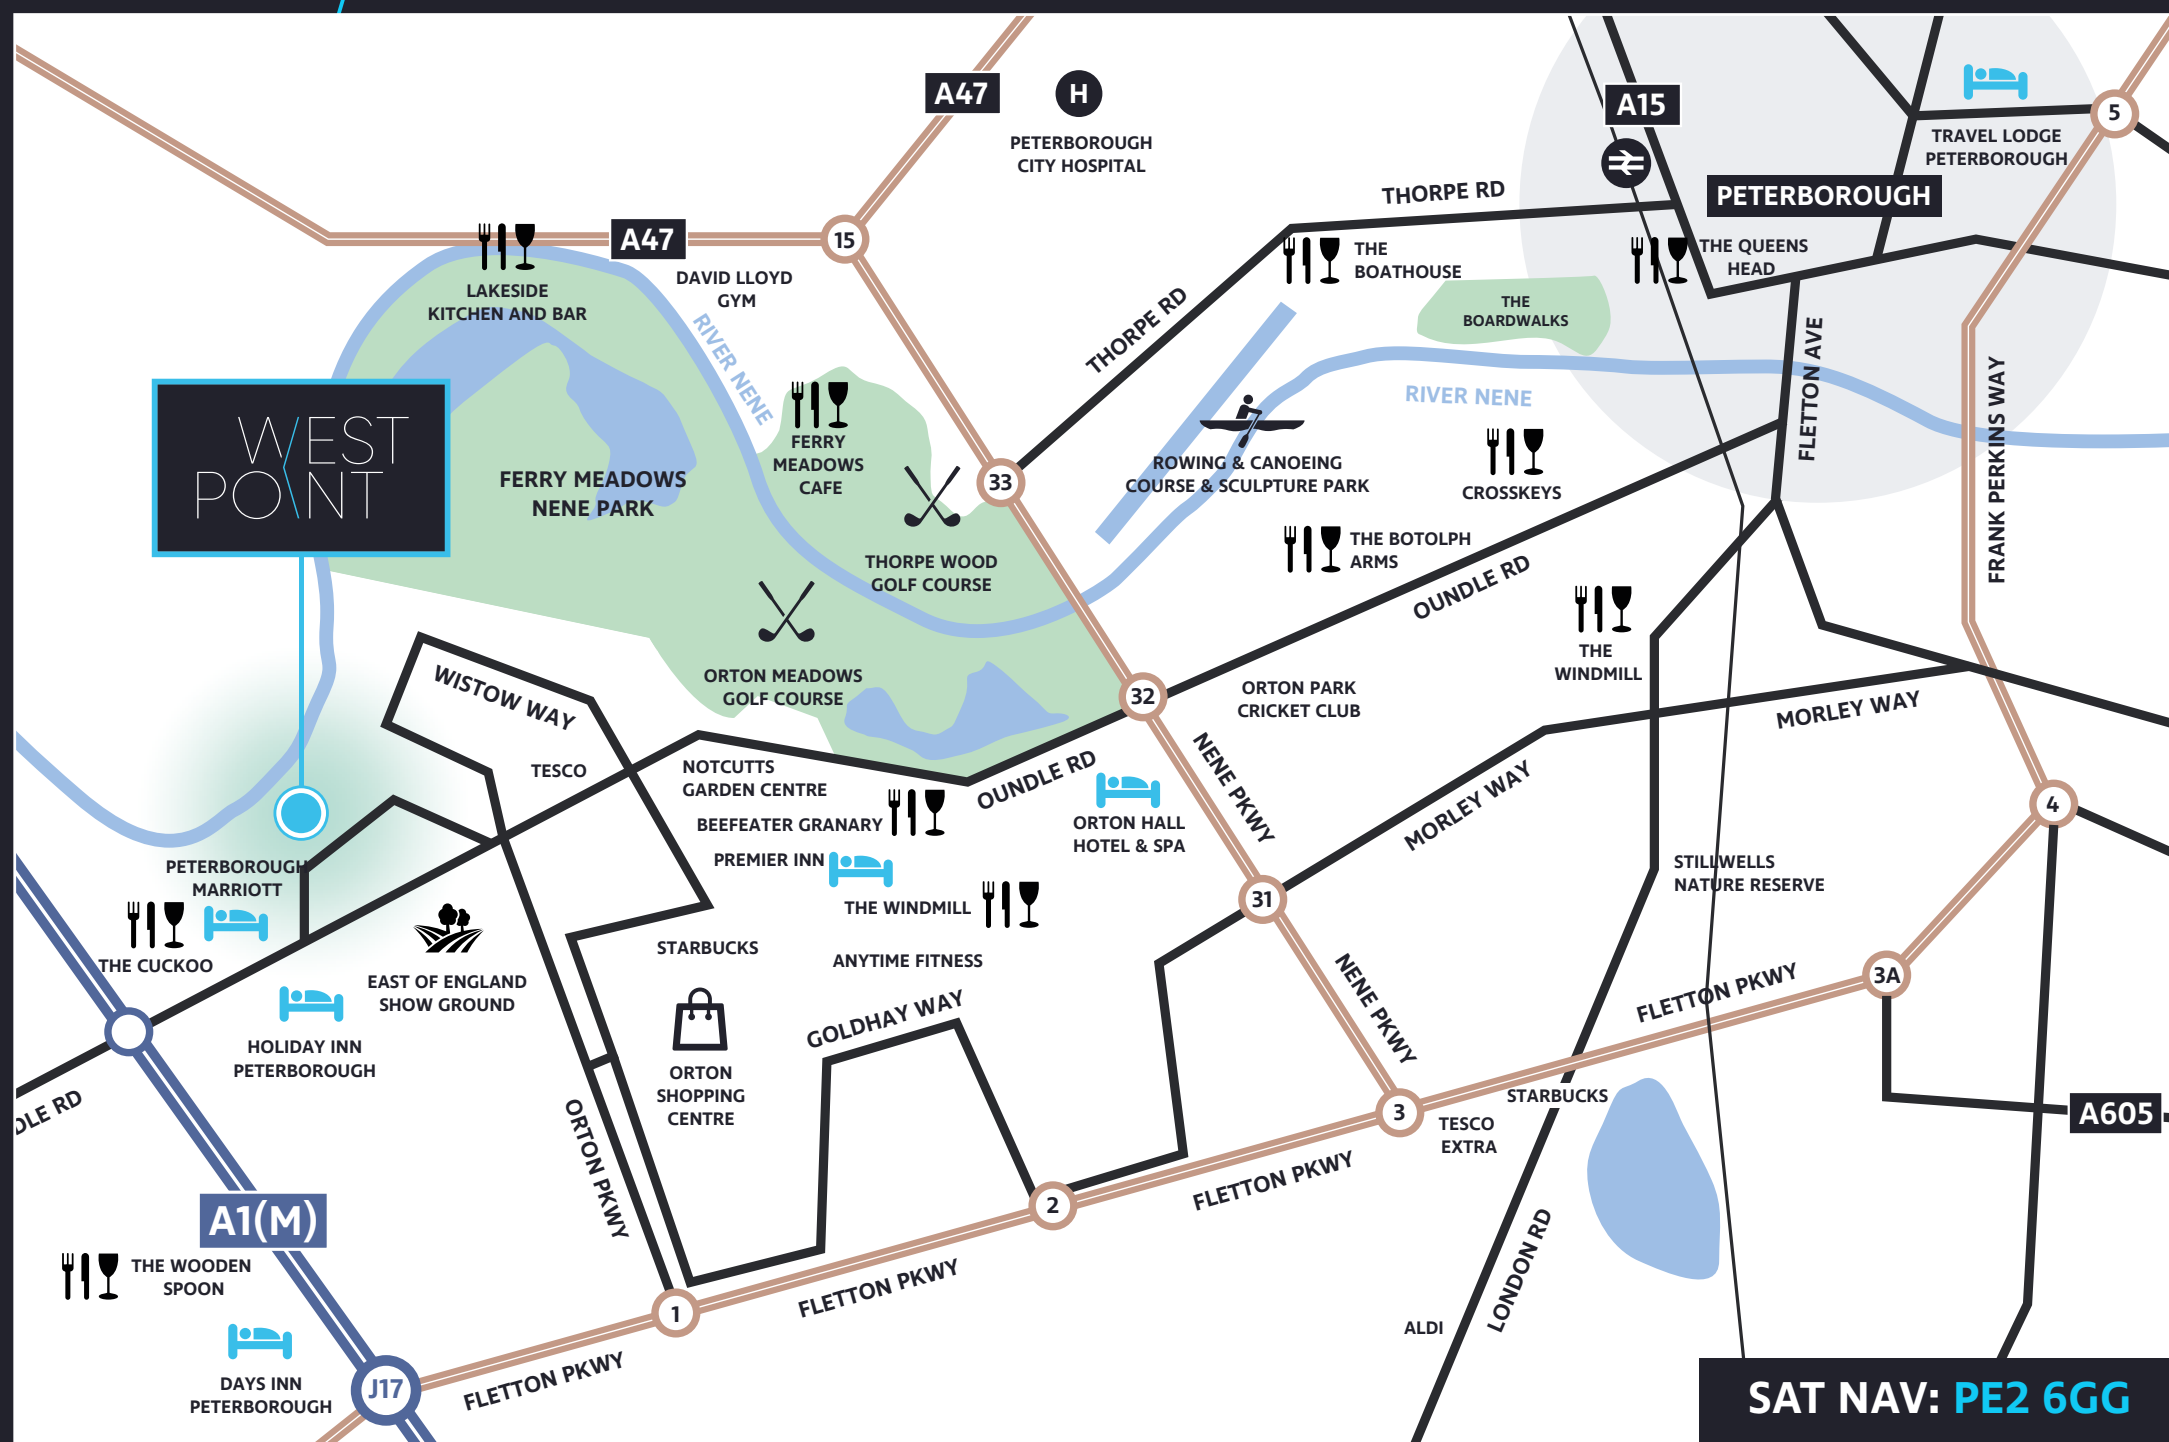 A47
H
PETERBOROUGH
CITY HOSPITAL
A15
5
TRAVEL LODGE
PETERBOROUGH
PETERBOROUGH
THORPE RD
A47
15
DAVID LLOYD
GYM
LAKESIDE
KITCHEN AND BAR
THE
BOATHOUSE
THE QUEENS
HEAD
THE
BOARDWALKS
THORPE RD
RIVER NENE
RIVER NENE
FLETTON AVE
FRANK PERKINS WAY
WEST
POINT
FERRY MEADOWS
NENE PARK
FERRY
MEADOWS
CAFE
33
ROWING & CANOEING
COURSE & SCULPTURE PARK
CROSSKEYS
THE BOTOLPH
ARMS
THORPE WOOD
GOLF COURSE
OUNDLE RD
ORTON MEADOWS
GOLF COURSE
32
ORTON PARK
CRICKET CLUB
THE
WINDMILL
WISTOW WAY
MORLEY WAY
TESCO
NOTCUTTS
GARDEN CENTRE
OUNDLE RD
NENE PKWY
MORLEY WAY
4
BEEFEATER GRANARY
ORTON HALL
HOTEL & SPA
PREMIER INN
PETERBOROUGH
MARRIOTT
THE WINDMILL
31
STILLWELLS
NATURE RESERVE
THE CUCKOO
STARBUCKS
ANYTIME FITNESS
EAST OF ENGLAND
SHOW GROUND
NENE PKWY
3A
FLETTON PKWY
GOLDHAY WAY
HOLIDAY INN
PETERBOROUGH
ORTON
SHOPPING
CENTRE
DLE RD
3
STARBUCKS
TESCO
EXTRA
A605
ORTON PKWY
2
FLETTON PKWY
A1(M)
THE WOODEN
SPOON
LONDON RD
1
FLETTON PKWY
ALDI
DAYS INN
PETERBOROUGH
J17
FLETTON PKWY
SAT NAV: PE2 6GG